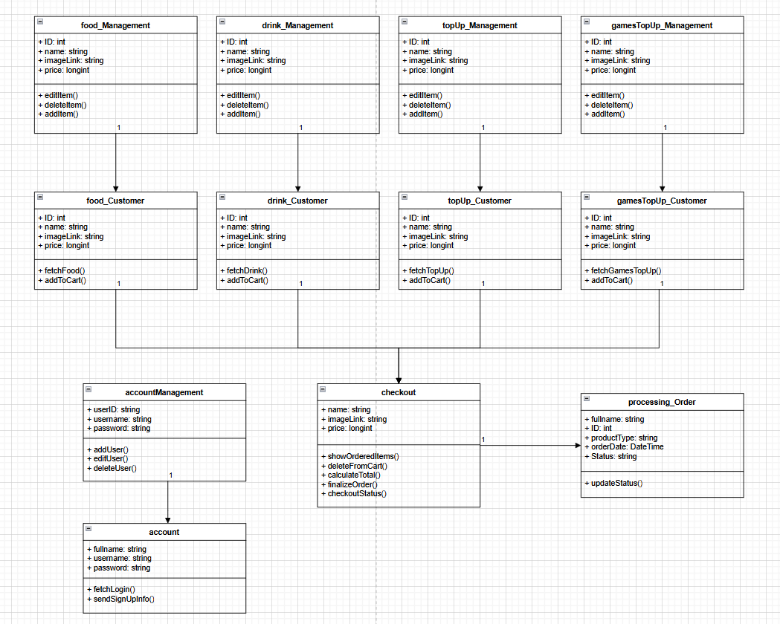 food_Management
+ ID: int
+ name: string
+ imageLink: string
+ price: longint
+ editItem()
+ deleteItem()
+ addItem()
1
drink_Management
+ ID: int
+ name: string
+ imageLink: string
+ price: longint
+ editItem()
+ deleteItem()
+ addItem()
1
topUp_Management
+ ID: int
+ name: string
+ imageLink: string
+ price: longint
+ editItem()
+ deleteItem()
+ addItem()
1
gamesTopUp_Management
+ ID: int
+ name: string
+ imageLink: string
+ price: longint
+ editItem()
+ deleteItem()
+ addItem()
1
food_Customer
+ ID: int
+ name: string
+ imageLink: string
+ price: longint
+ fetchFood()
+ addToCart()
1
drink_Customer
+ ID: int
+ name: string
+ imageLink: string
+ price: longint
+ fetchDrink()
+ addToCart()
1
topUp_Customer
+ ID: int
+ name: string
+ imageLink: string
+ price: longint
+ fetchTopUp()
+ addToCart()
1
gamesTopUp_Customer
+ ID: int
+ name: string
+ imageLink: string
+ price: longint
+ fetchGamesTopUp()
+ addToCart()
1
accountManagement
+ userID: string
+ username: string
+ password: string
+ addUser()
+ editUser()
+ deleteUser()
1
checkout
+ name: string
+ imageLink: string
+ price: longint
+ showOrderedItems()
+ deleteFromCart()
+ calculateTotal()
+ finalizeOrder()
+ checkoutStatus()
1
processing_Order
+ fullname: string
+ ID: int
+ productType: string
+ orderDate: DateTime
+ Status: string
+ updateStatus()
account
+ fullname: string
+ username: string
+ password: string
+ fetchLogin()
+ sendSignUpInfo()